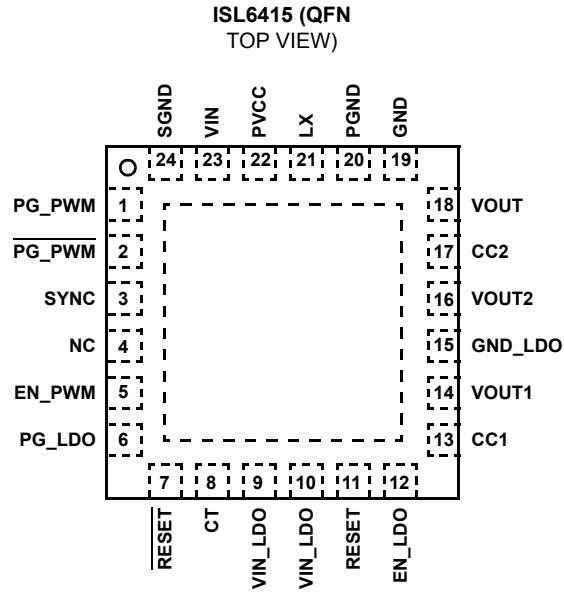 ISL6415 (QFN
TOP VIEW)
SGND
VIN
PVCC
LX
PGND
GND
24 23 22 21 20 19
PG_PWM 1
PG_PWM 2
SYNC 3
NC 4
EN_PWM 5
PG_LDO 6
18 VOUT
17 CC2
16 VOUT2
15 GND_LDO
14 VOUT1
13 CC1
7 8 9 10 11 12
RESET
CT
VIN_LDO
VIN_LDO
RESET
EN_LDO